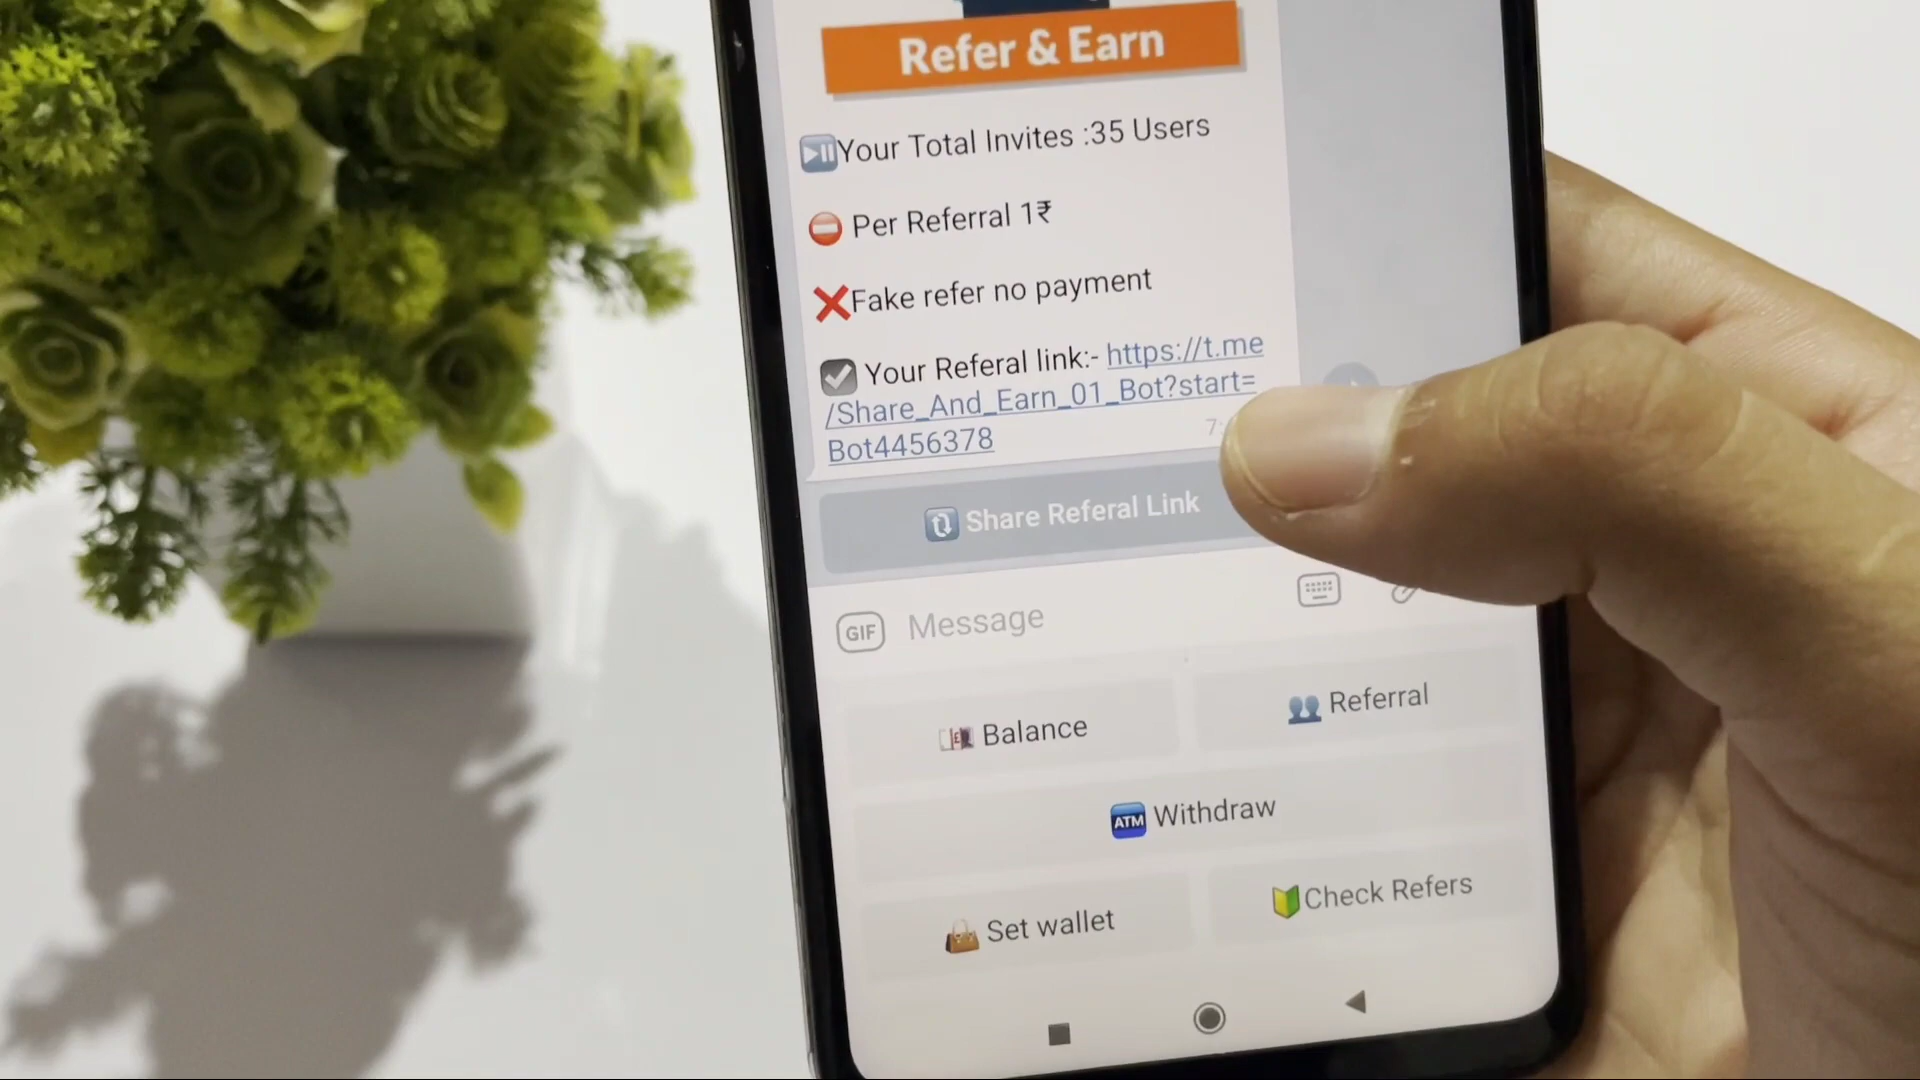 Refer & Earn
Your Total Invites :35 Users
Per Referral 1₹
Fake refer no payment
Your Referal link:- https://t.me
/Share_And_Earn_01_Bot?start=
Bot4456378
Share Referal Link
GIF Message
Balance
Referral
ATM Withdraw
Set wallet
Check Refers